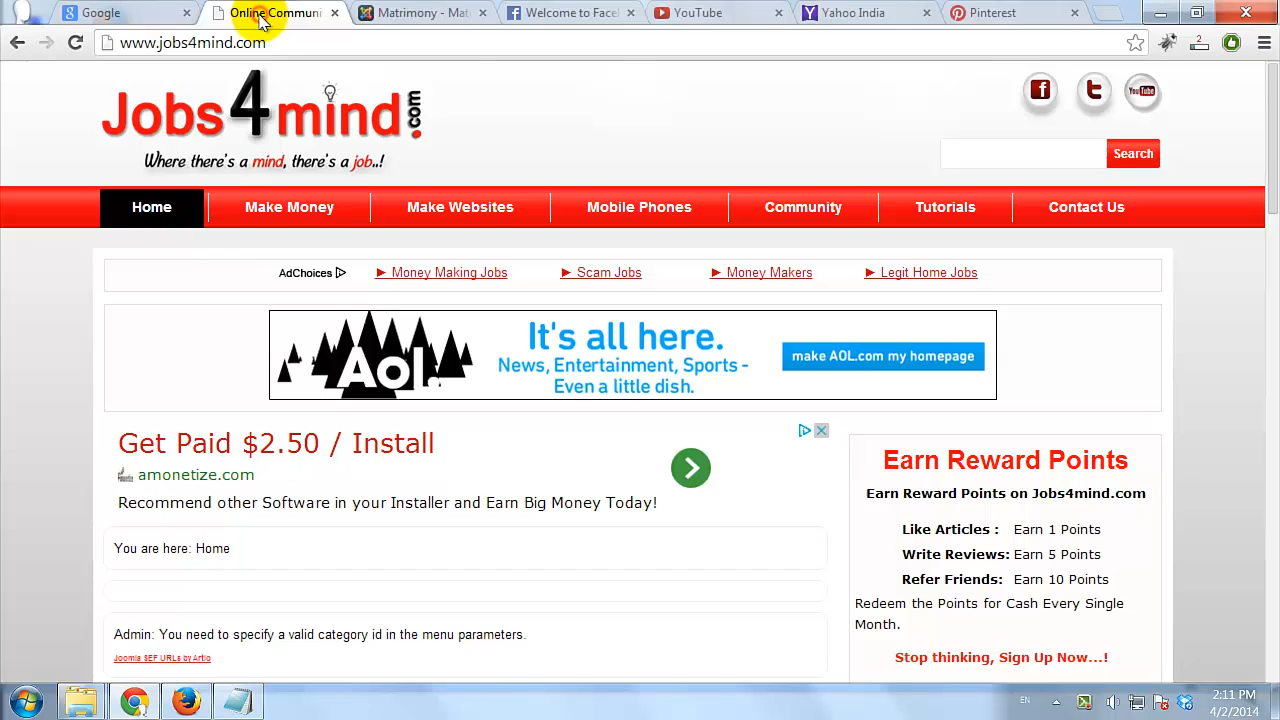 Google
Online Communi
Matrimony - Mat
Welcome to Face
YouTube
Yahoo India
Pinterest
www.jobs4mind.com
2
Jobs4mind.com
Where there's a mind, there's a job..!
f
t
You Tube
Search
Home
Make Money
Make Websites
Mobile Phones
Community
Tutorials
Contact Us
AdChoices
► Money Making Jobs
► Scam Jobs
► Money Makers
► Legit Home Jobs
Aol.
It's all here.
News, Entertainment, Sports -
Even a little dish.
make AOL.com my homepage
Get Paid $2.50 / Install
amonetize.com
Recommend other Software in your Installer and Earn Big Money Today!
You are here: Home
Admin: You need to specify a valid category id in the menu parameters.
Joomla SEF URLs by Artio
Earn Reward Points
Earn Reward Points on Jobs4mind.com
Like Articles : Earn 1 Points
Write Reviews: Earn 5 Points
Refer Friends: Earn 10 Points
Redeem the Points for Cash Every Single
Month.
Stop thinking, Sign Up Now...!
EN
2:11 PM
4/2/2014